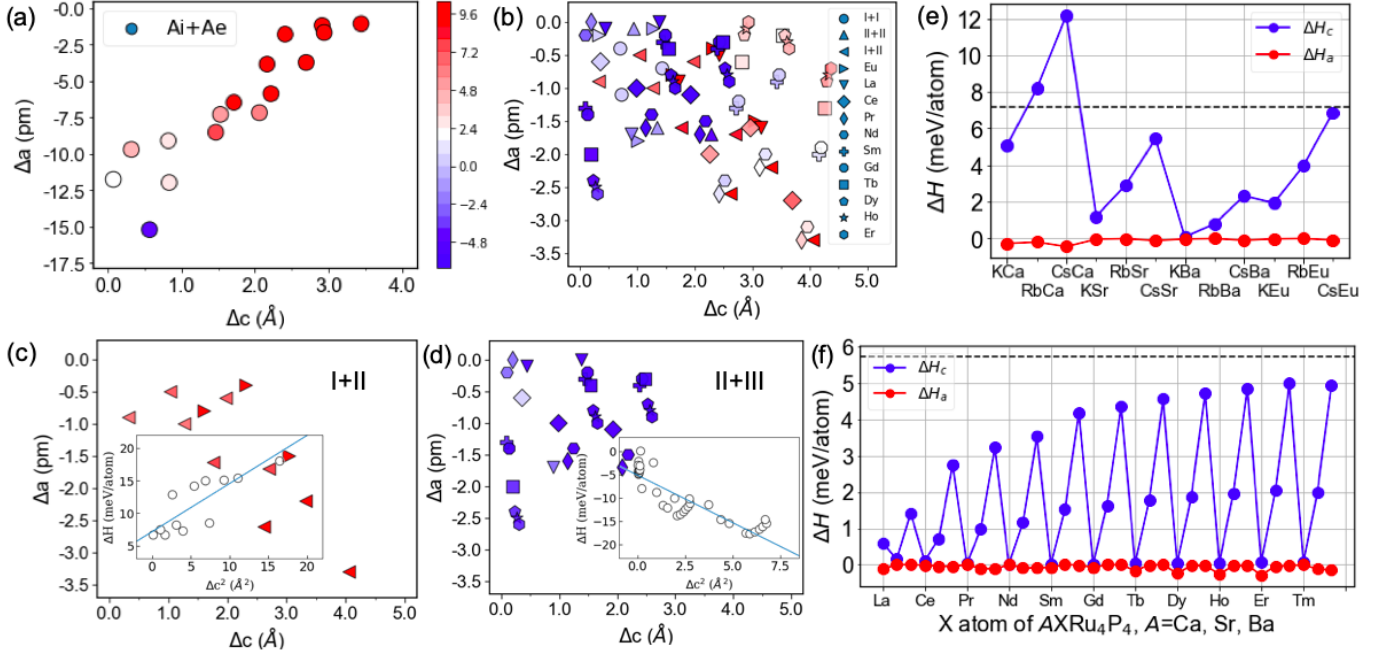 (a)
Ai+Ae
-0.0
-2.5
-5.0
-7.5
-10.0
-12.5
-15.0
-17.5
0.0 1.0 2.0 3.0 4.0
Δa (pm)
Δc (Å)
9.6
7.2
4.8
2.4
0.0
−2.4
−4.8
(b)
-0.0
-0.5
-1.0
-1.5
-2.0
-2.5
-3.0
-3.5
0.0 1.0 2.0 3.0 4.0 5.0
Δa (pm)
Δc (Å)
I+I
II+II
I+II
Eu
La
Ce
Pr
Nd
Sm
Gd
Tb
Dy
Ho
Er
(e)
ΔH (meV/atom)
12
10
8
6
4
2
0
ΔHc
ΔHa
KCa CsCa RbSr KBa CsBa RbEu
RbCa KSr CsSr RbBa KEu CsEu
(c)
I+II
0.0
-0.5
-1.0
-1.5
-2.0
-2.5
-3.0
-3.5
0.0 1.0 2.0 3.0 4.0 5.0
Δa (pm)
Δc (Å)
ΔH (meV/atom)
20
15
10
5
0 5 10 15 20
Δc² (Å²)
(d)
II+III
0.0
-0.5
-1.0
-1.5
-2.0
-2.5
-3.0
-3.5
0.0 1.0 2.0 3.0 4.0 5.0
Δa (pm)
Δc (Å)
ΔH (meV/atom)
0
−5
−10
−15
−20
0.0 2.5 5.0 7.5
Δc² (Å²)
(f)
ΔH (meV/atom)
6
5
4
3
2
1
0
ΔHc
ΔHa
La Ce Pr Nd Sm Gd Tb Dy Ho Er Tm
X atom of AXRu₄P₄, A=Ca, Sr, Ba